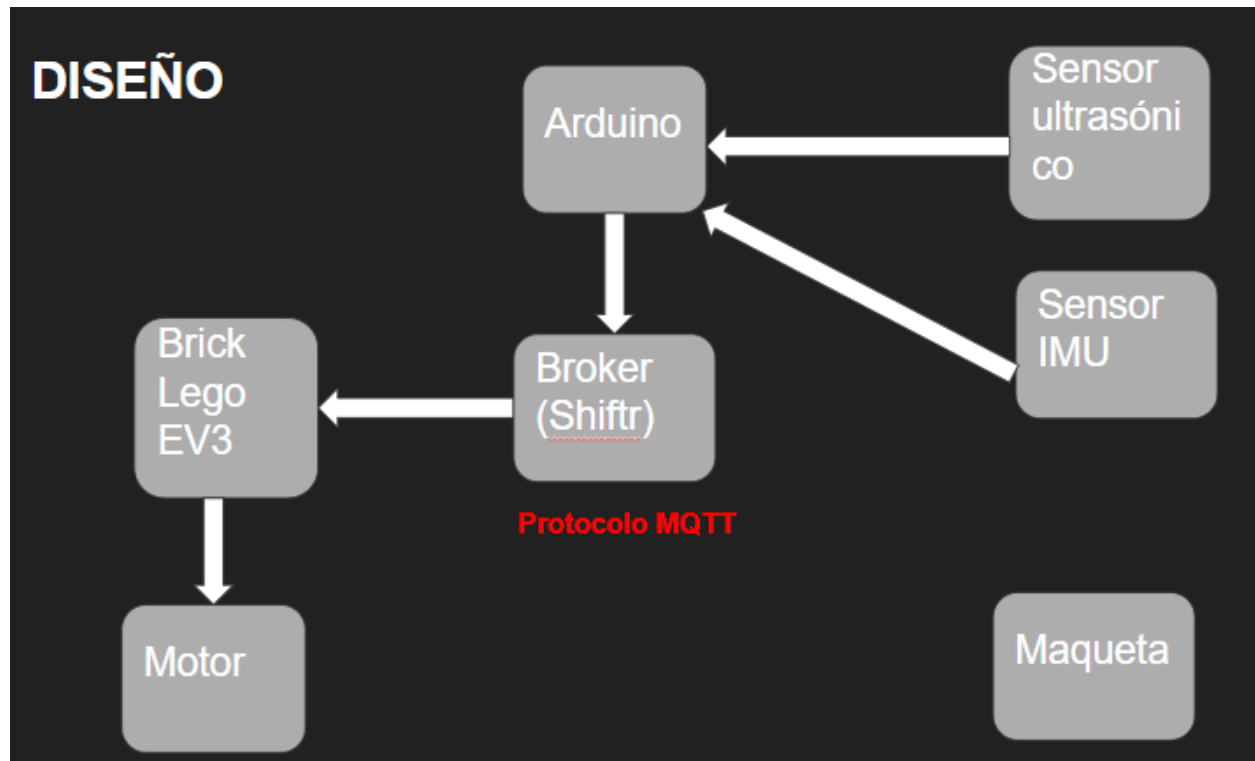 DISEÑO
Arduino
Sensor
ultrasóni
co
Sensor
IMU
Brick
Lego
EV3
Broker
(Shiftr)
Protocolo MQTT
Motor
Maqueta